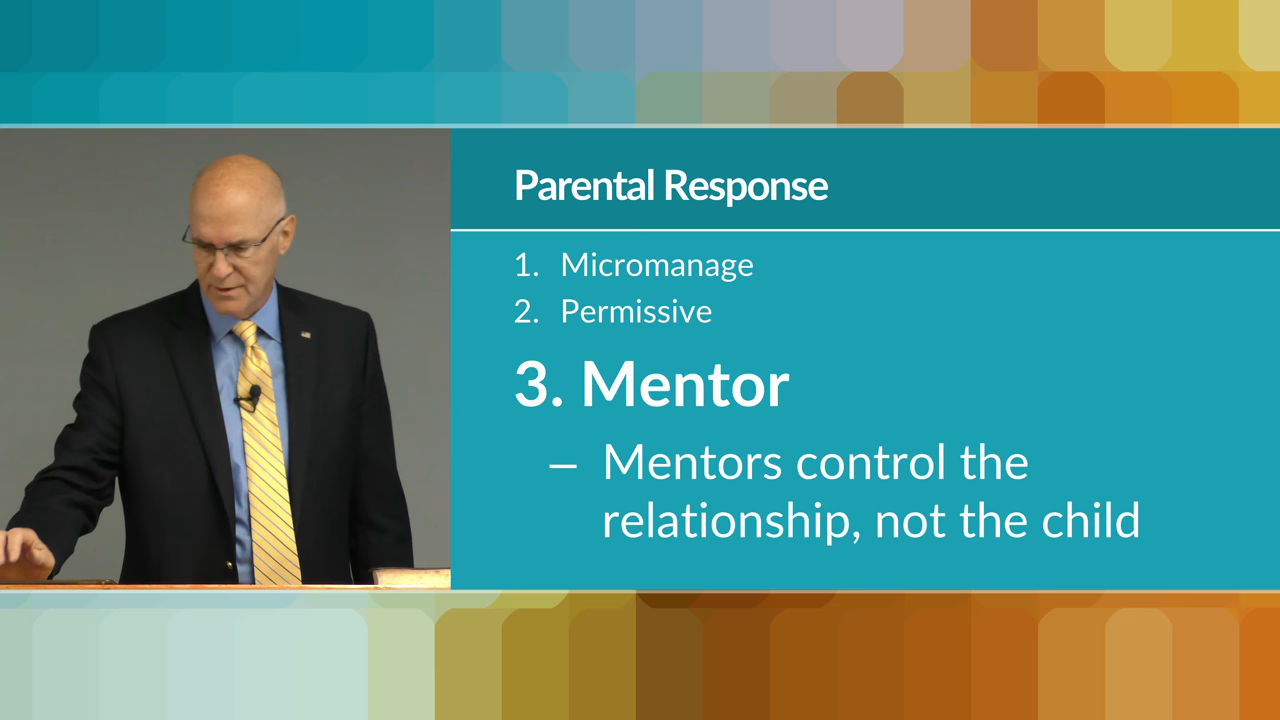 Parental Response
1. Micromanage
2. Permissive
3. Mentor
– Mentors control the
relationship, not the child